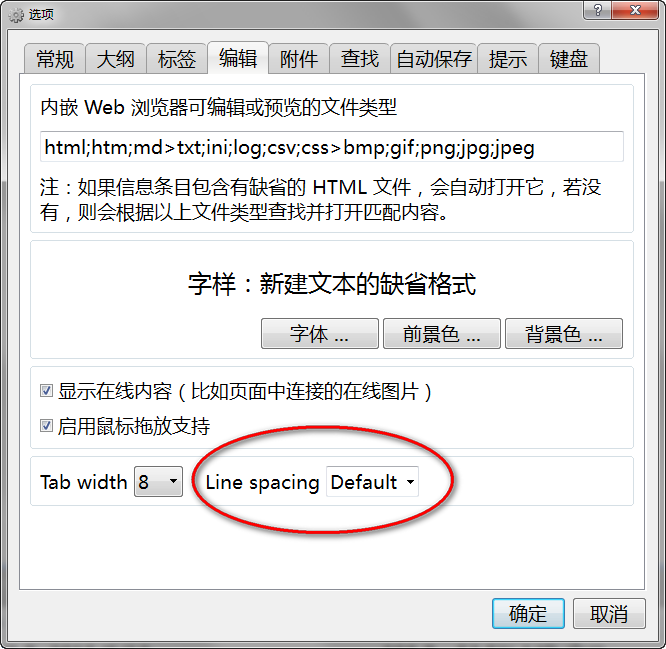 选项
常规 大纲 标签 编辑 附件 查找 自动保存 提示 键盘
内嵌 Web 浏览器可编辑或预览的文件类型
html;htm;md>txt;ini;log;csv;css>bmp;gif;png;jpg;jpeg
注：如果信息条目包含有缺省的 HTML 文件，会自动打开它，若没
有，则会根据以上文件类型查找并打开匹配内容。
字样：新建文本的缺省格式
字体 ... 前景色 ... 背景色 ...
显示在线内容（比如页面中连接的在线图片）
启用鼠标拖放支持
Tab width 8 Line spacing Default
确定 取消